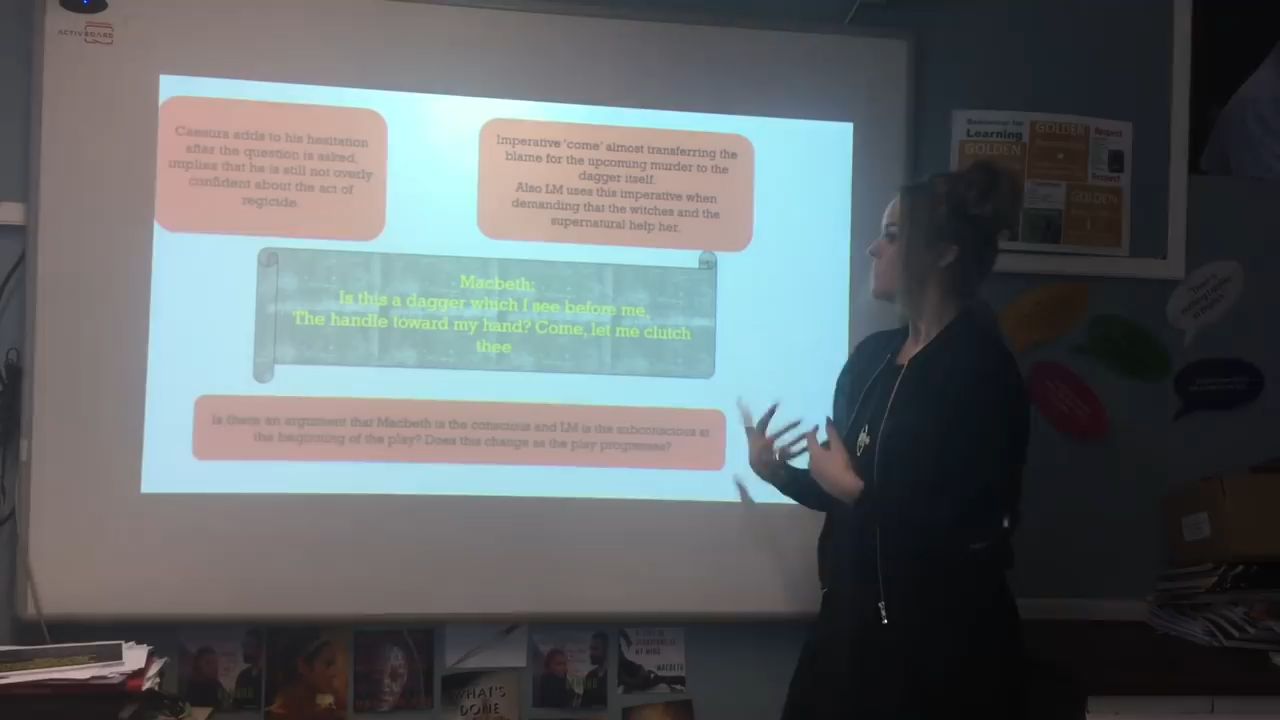 ACTIVBOARD
Caesura adds to his hesitation
after the question is asked,
implies that he is still not overly
confident about the act of
regicide.
Imperative 'come' almost transferring the
blame for the upcoming murder to the
dagger itself.
Also LM uses this imperative when
demanding that the witches and the
supernatural help her.
Macbeth:
Is this a dagger which I see before me,
The handle toward my hand? Come, let me clutch
thee
Is there an argument that Macbeth is the conscious and LM is the subconscious at
the beginning of the play? Does this change as the play progresses?
Learning
GOLDEN
GOLDEN
Respect
Respect
GOLDEN
WHAT'S
DONE
MACBETH